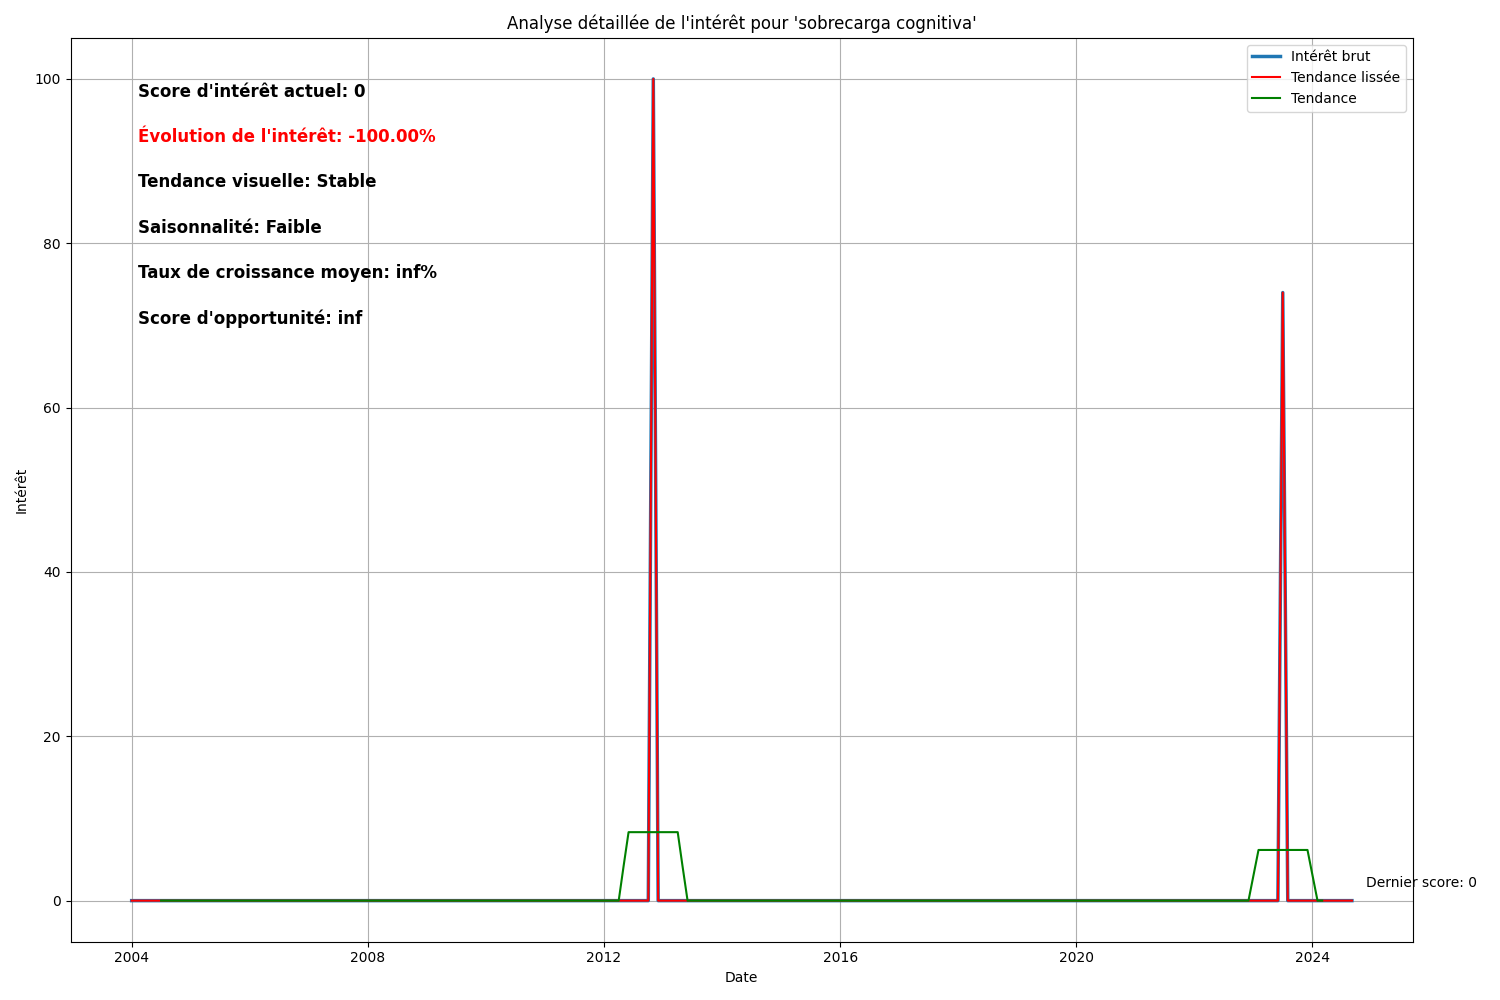 Analyse détaillée de l'intérêt pour 'sobrecarga cognitiva'
Intérêt brut
Tendance lissée
Tendance
Score d'intérêt actuel: 0
Évolution de l'intérêt: -100.00%
Tendance visuelle: Stable
Saisonnalité: Faible
Taux de croissance moyen: inf%
Score d'opportunité: inf
100
80
60
40
20
0
Intérêt
Dernier score: 0
2004
2008
2012
2016
2020
2024
Date